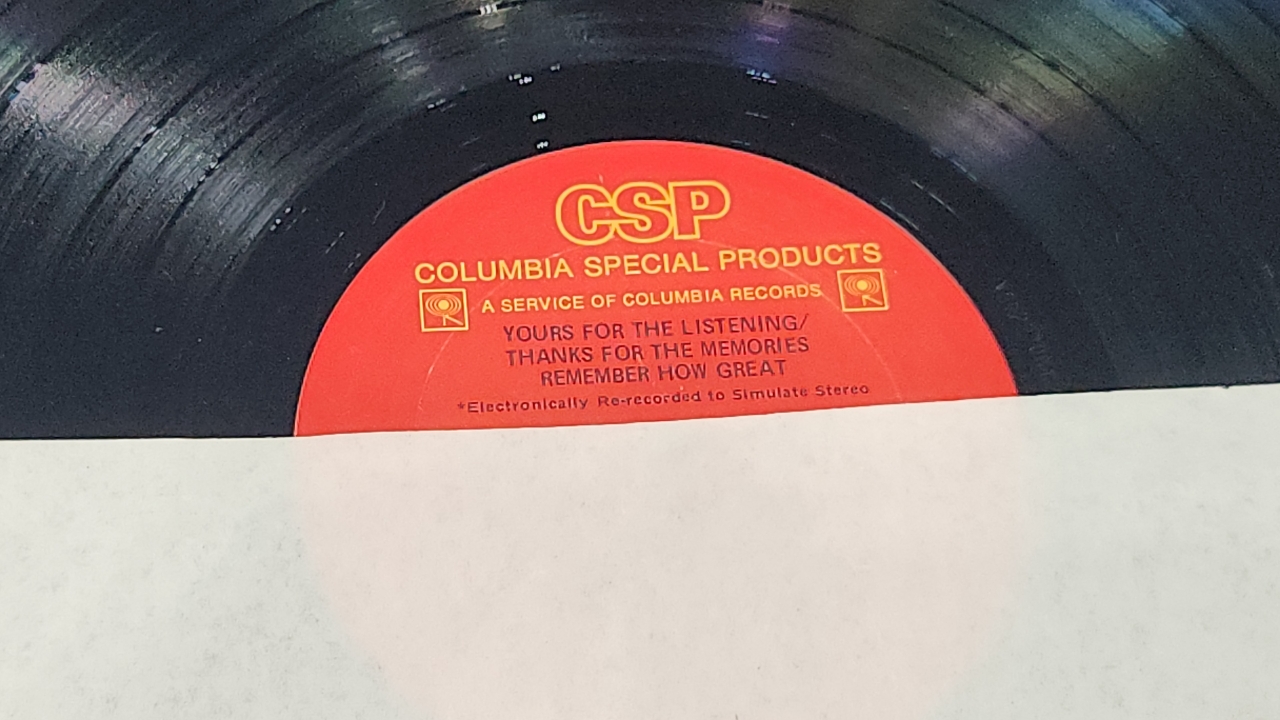 CSP
COLUMBIA SPECIAL PRODUCTS
A SERVICE OF COLUMBIA RECORDS
YOURS FOR THE LISTENING/
THANKS FOR THE MEMORIES
REMEMBER HOW GREAT
*Electronically Re-recorded to Simulate Stereo